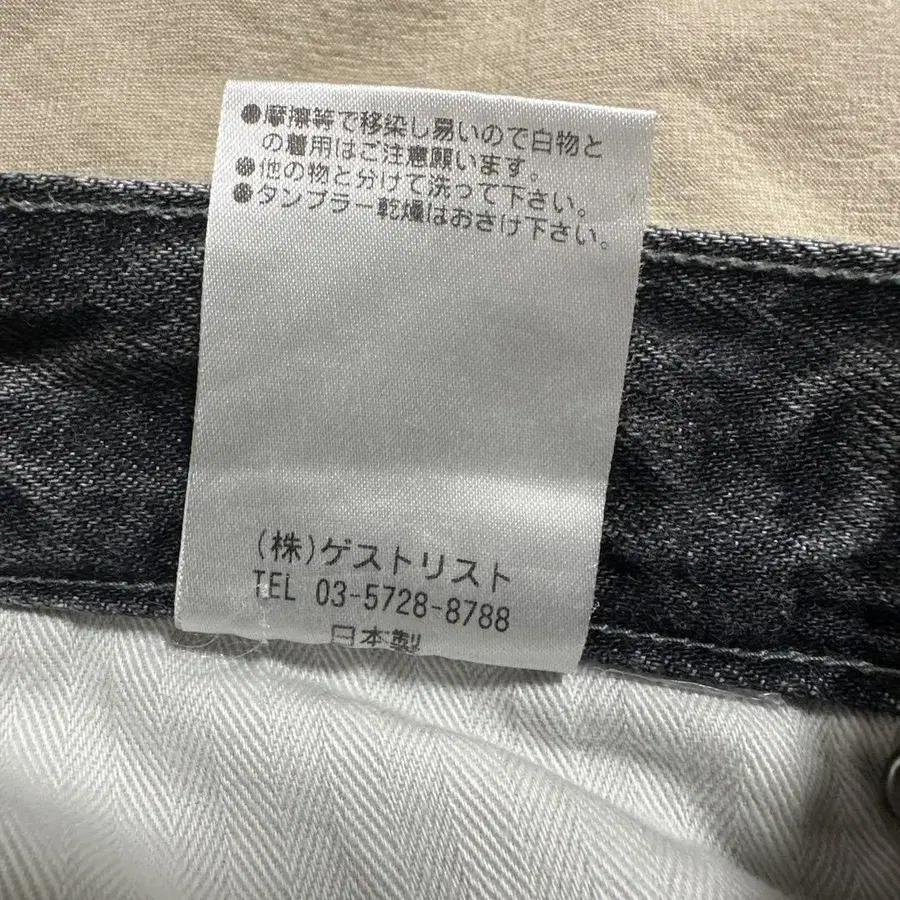 ●摩擦等で移染し易いので白物と
の着用はご注意願います。
●他の物と分けて洗って下さい。
●タンブラー乾燥はおさけ下さい。
(株)ゲストリスト
TEL 03-5728-8788
日本製